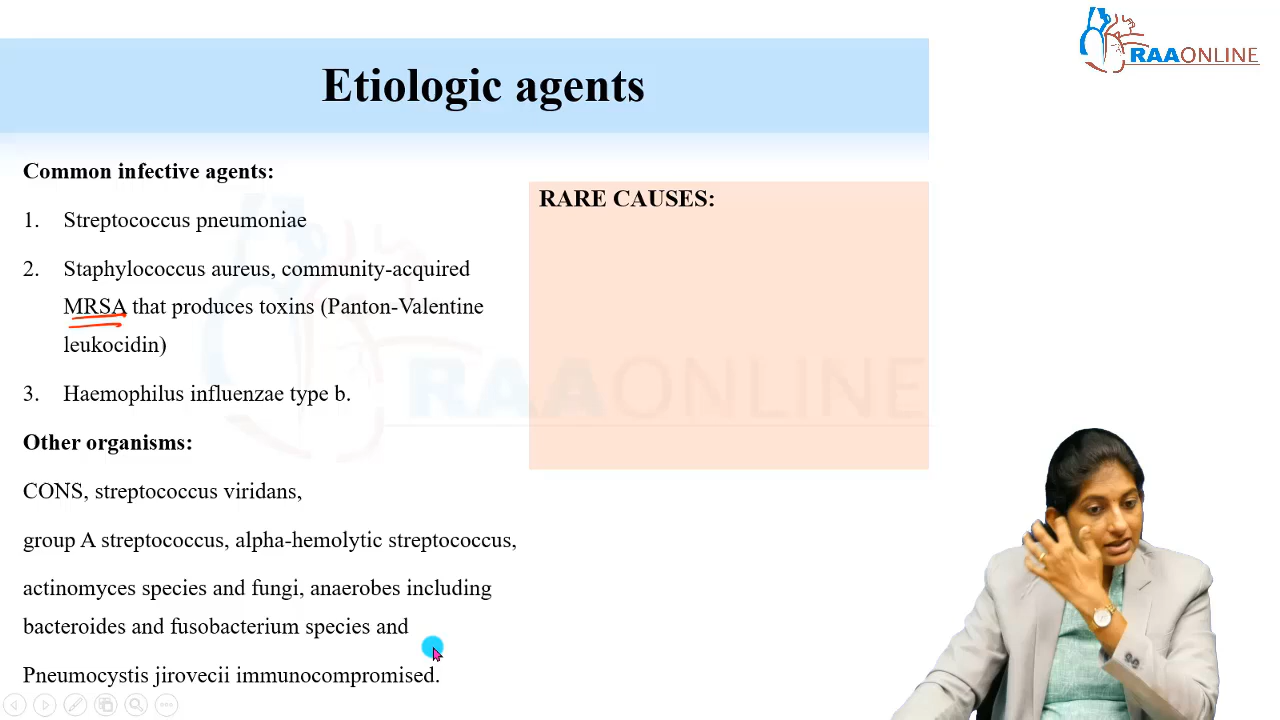 RAAONLINE
Etiologic agents
Common infective agents:
1. Streptococcus pneumoniae
2. Staphylococcus aureus, community-acquired
MRSA that produces toxins (Panton-Valentine
leukocidin)
3. Haemophilus influenzae type b.
Other organisms:
CONS, streptococcus viridans,
group A streptococcus, alpha-hemolytic streptococcus,
actinomyces species and fungi, anaerobes including
bacteroides and fusobacterium species and
Pneumocystis jirovecii immunocompromised.
RARE CAUSES:
RAAONLINE